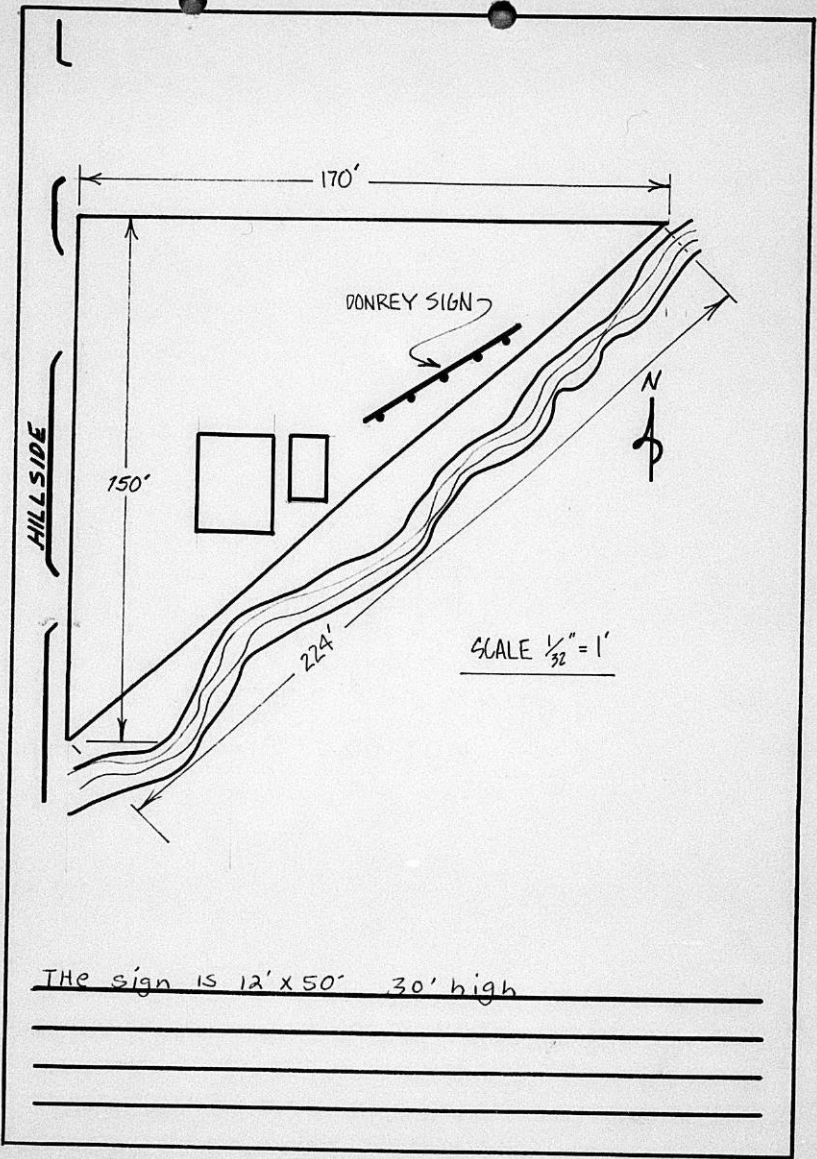 170'
DONREY SIGN
N
150'
HILLSIDE
224'
SCALE 1/32" = 1'
THe sign is 12' x 50' 30' high